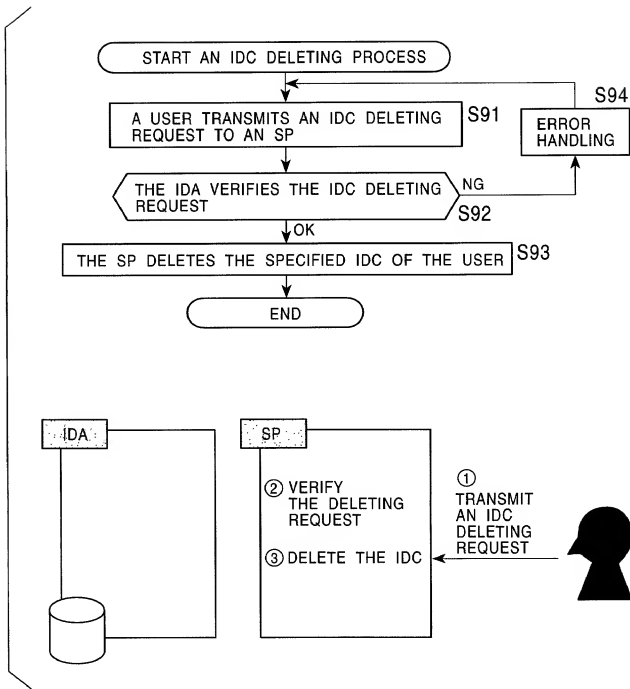 START AN IDC DELETING PROCESS
S94
A USER TRANSMITS AN IDC DELETING
REQUEST TO AN SP
S91
ERROR
HANDLING
THE IDA VERIFIES THE IDC DELETING
REQUEST
NG
S92
OK
THE SP DELETES THE SPECIFIED IDC OF THE USER
S93
END
IDA
SP
② VERIFY
THE DELETING
REQUEST
③ DELETE THE IDC
①
TRANSMIT
AN IDC
DELETING
REQUEST